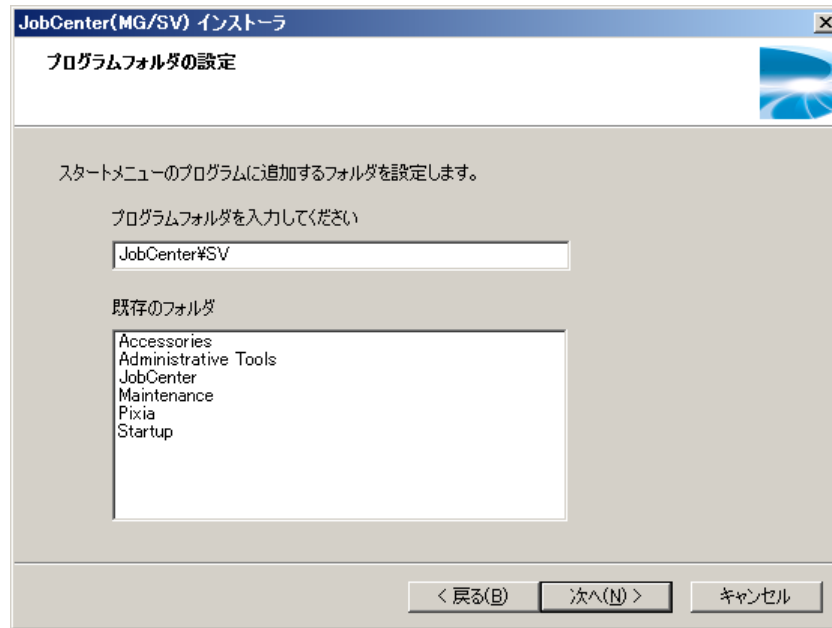 JobCenter(MG/SV) インストーラ
プログラムフォルダの設定
スタートメニューのプログラムに追加するフォルダを設定します。
プログラムフォルダを入力してください
JobCenter¥SV
既存のフォルダ
Accessories
Administrative Tools
JobCenter
Maintenance
Pixia
Startup
< 戻る(B)
次へ(N) >
キャンセル